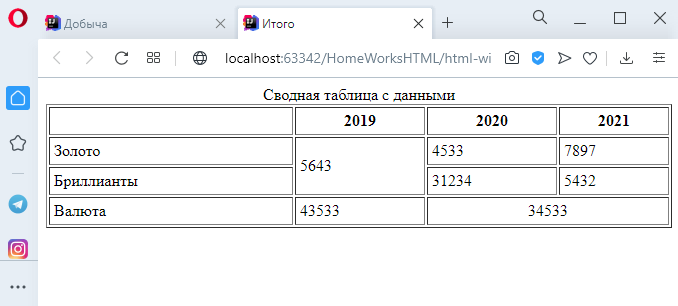 Добыча
Итого
localhost:63342/HomeWorksHTML/html-wi
Сводная таблица с данными
2019 2020 2021
Золото 5643 4533 7897
Бриллианты 31234 5432
Валюта 43533 34533